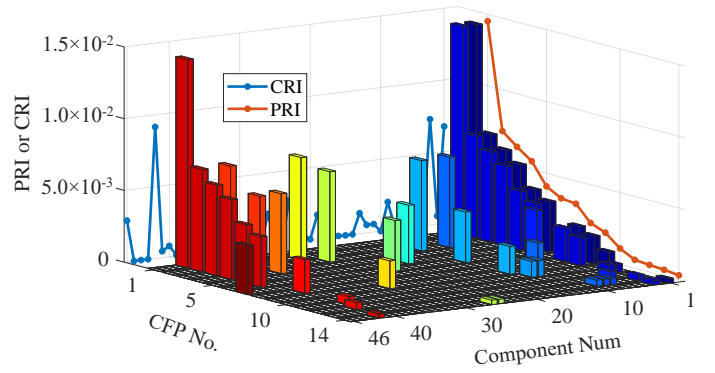 1.5×10⁻²
1.0×10⁻²
5.0×10⁻³
0
PRI or CRI
CRI
PRI
1
5
10
14
CFP No.
46
40
30
20
10
1
Component Num